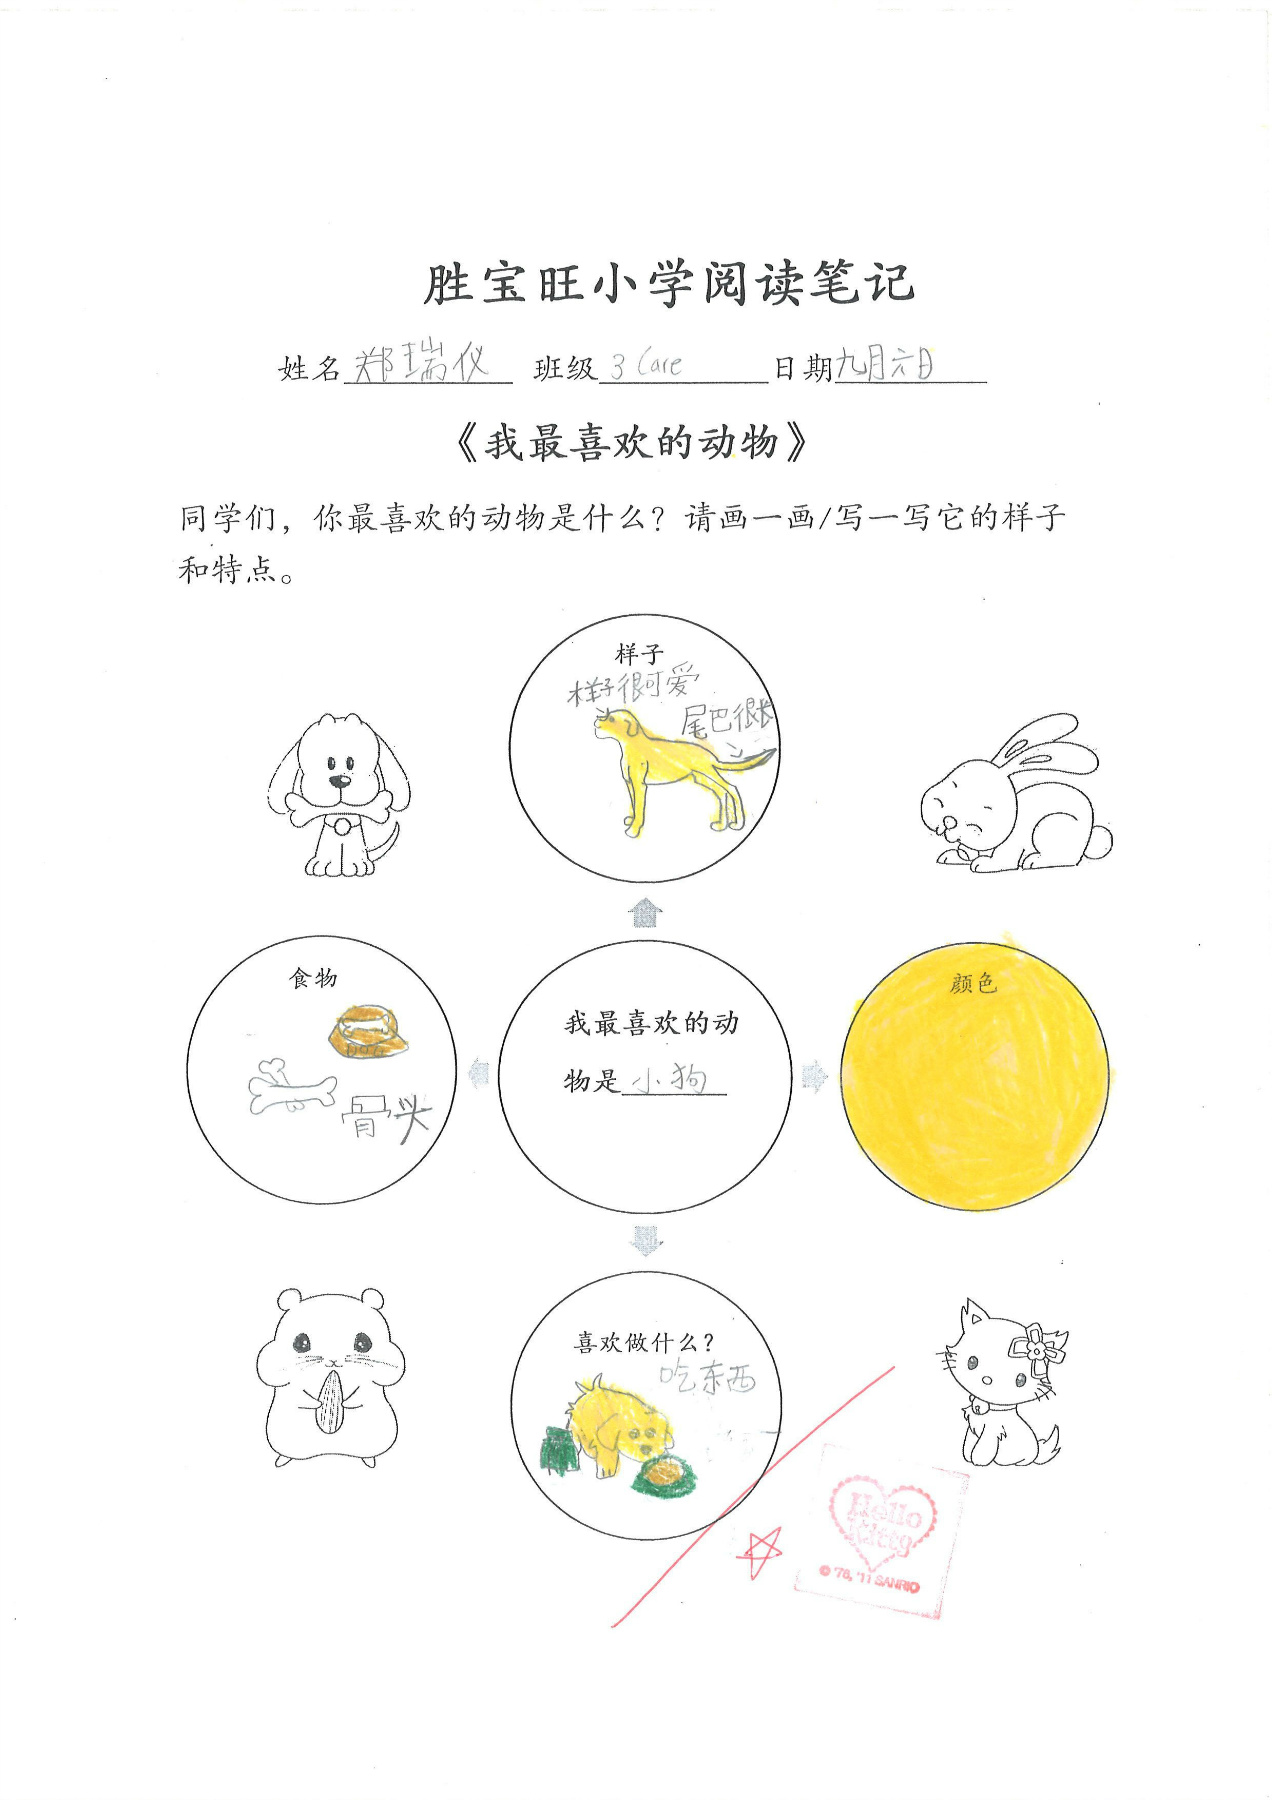 胜宝旺小学阅读笔记
姓名 郑瑞仪 班级 3 Care 日期 九月六日
《我最喜欢的动物》
同学们，你最喜欢的动物是什么？请画一画/写一写它的样子
和特点。
样子
样子很可爱
尾巴很长
食物
骨头
我最喜欢的动
物是 小狗
颜色
喜欢做什么？
吃东西
Hello
Kitty
© '76, '11 SANRIO